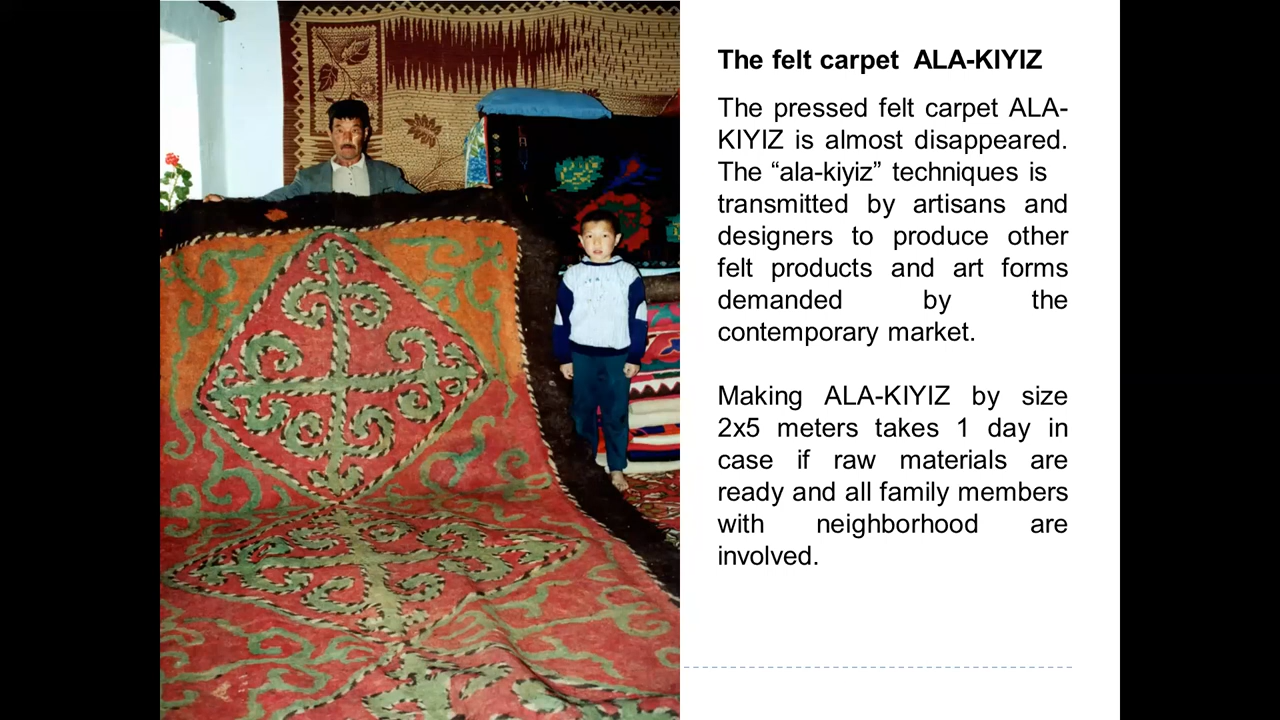 The felt carpet  ALA-KIYIZ
The pressed felt carpet ALA-
KIYIZ is almost disappeared.
The “ala-kiyiz” techniques is
transmitted by artisans and
designers to produce other
felt products and art forms
demanded by the
contemporary market.
Making ALA-KIYIZ by size
2x5 meters takes 1 day in
case if raw materials are
ready and all family members
with neighborhood are
involved.